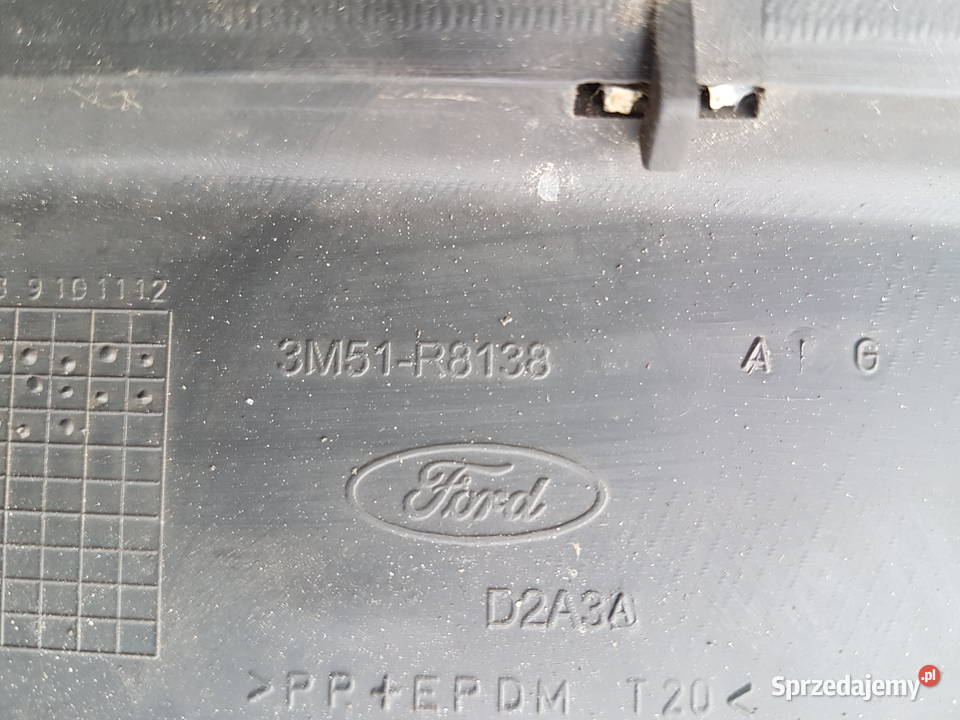 9 10 11 12
3M51-R8138 A I G
Ford
D2A3A
>PP+EPDM T20<
Sprzedajemy.pl